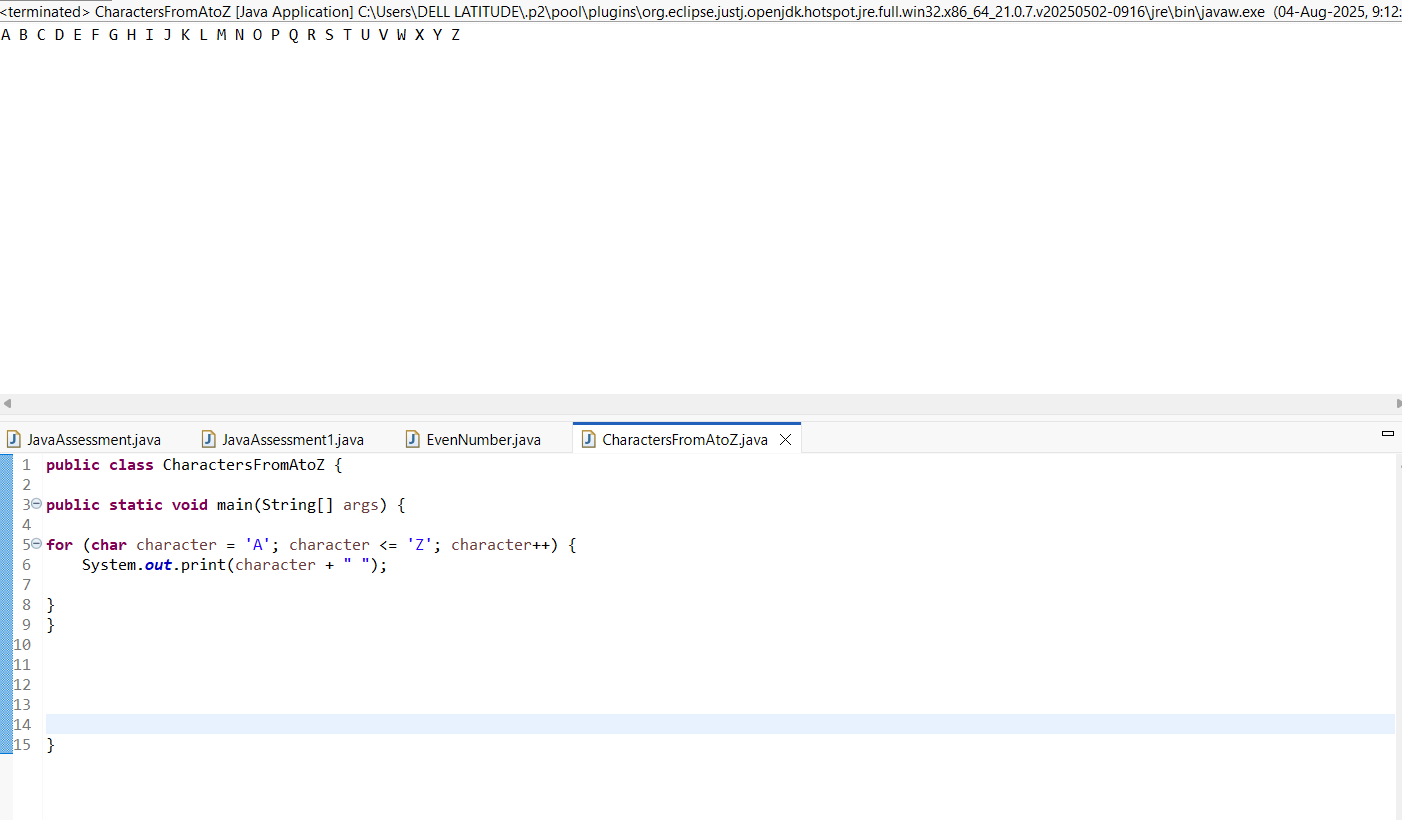 <terminated> CharactersFromAtoZ [Java Application] C:\Users\DELL LATITUDE\.p2\pool\plugins\org.eclipse.justj.openjdk.hotspot.jre.full.win32.x86_64_21.0.7.v20250502-0916\jre\bin\javaw.exe (04-Aug-2025, 9:12:
A B C D E F G H I J K L M N O P Q R S T U V W X Y Z
JavaAssessment.java JavaAssessment1.java EvenNumber.java CharactersFromAtoZ.java
1 public class CharactersFromAtoZ {
2
3 public static void main(String[] args) {
4
5 for (char character = 'A'; character <= 'Z'; character++) {
6     System.out.print(character + " ");
7
8 }
9 }
10
11
12
13
14
15 }